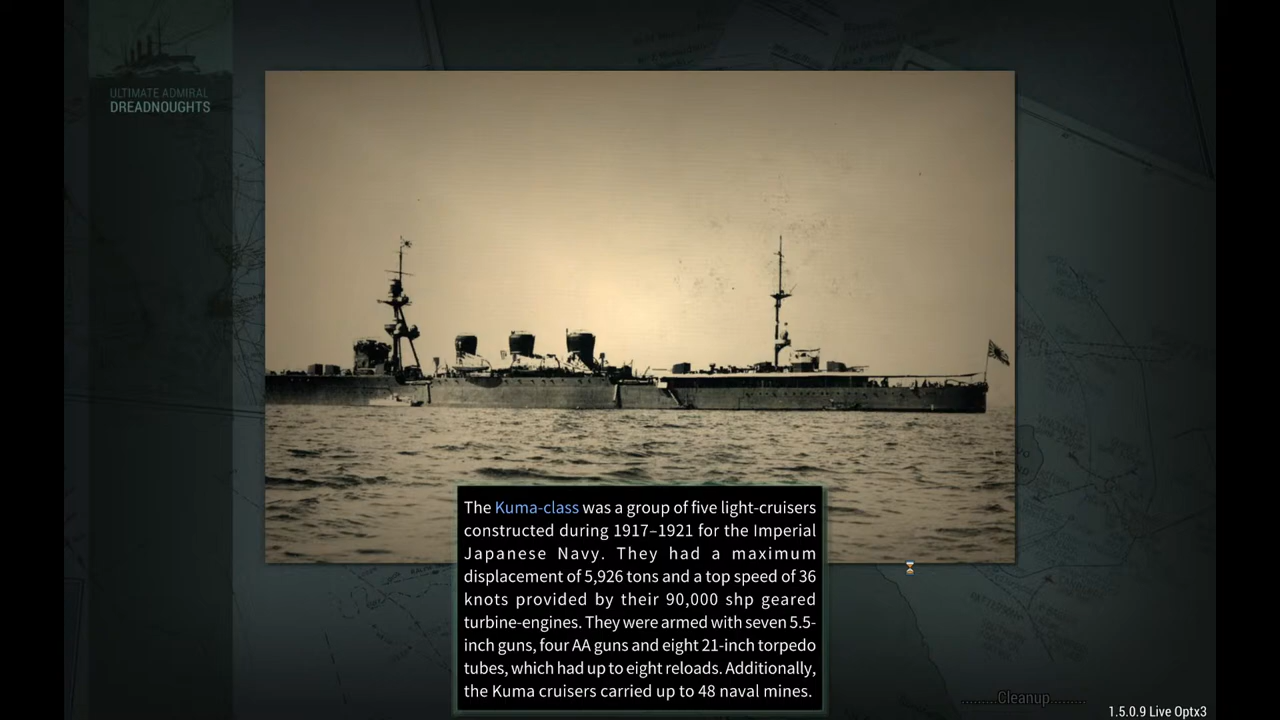 ULTIMATE ADMIRAL
DREADNOUGHTS
The Kuma-class was a group of five light-cruisers
constructed during 1917–1921 for the Imperial
Japanese Navy. They had a maximum
displacement of 5,926 tons and a top speed of 36
knots provided by their 90,000 shp geared
turbine-engines. They were armed with seven 5.5-
inch guns, four AA guns and eight 21-inch torpedo
tubes, which had up to eight reloads. Additionally,
the Kuma cruisers carried up to 48 naval mines.
.........Cleanup.........
1.5.0.9 Live Optx3